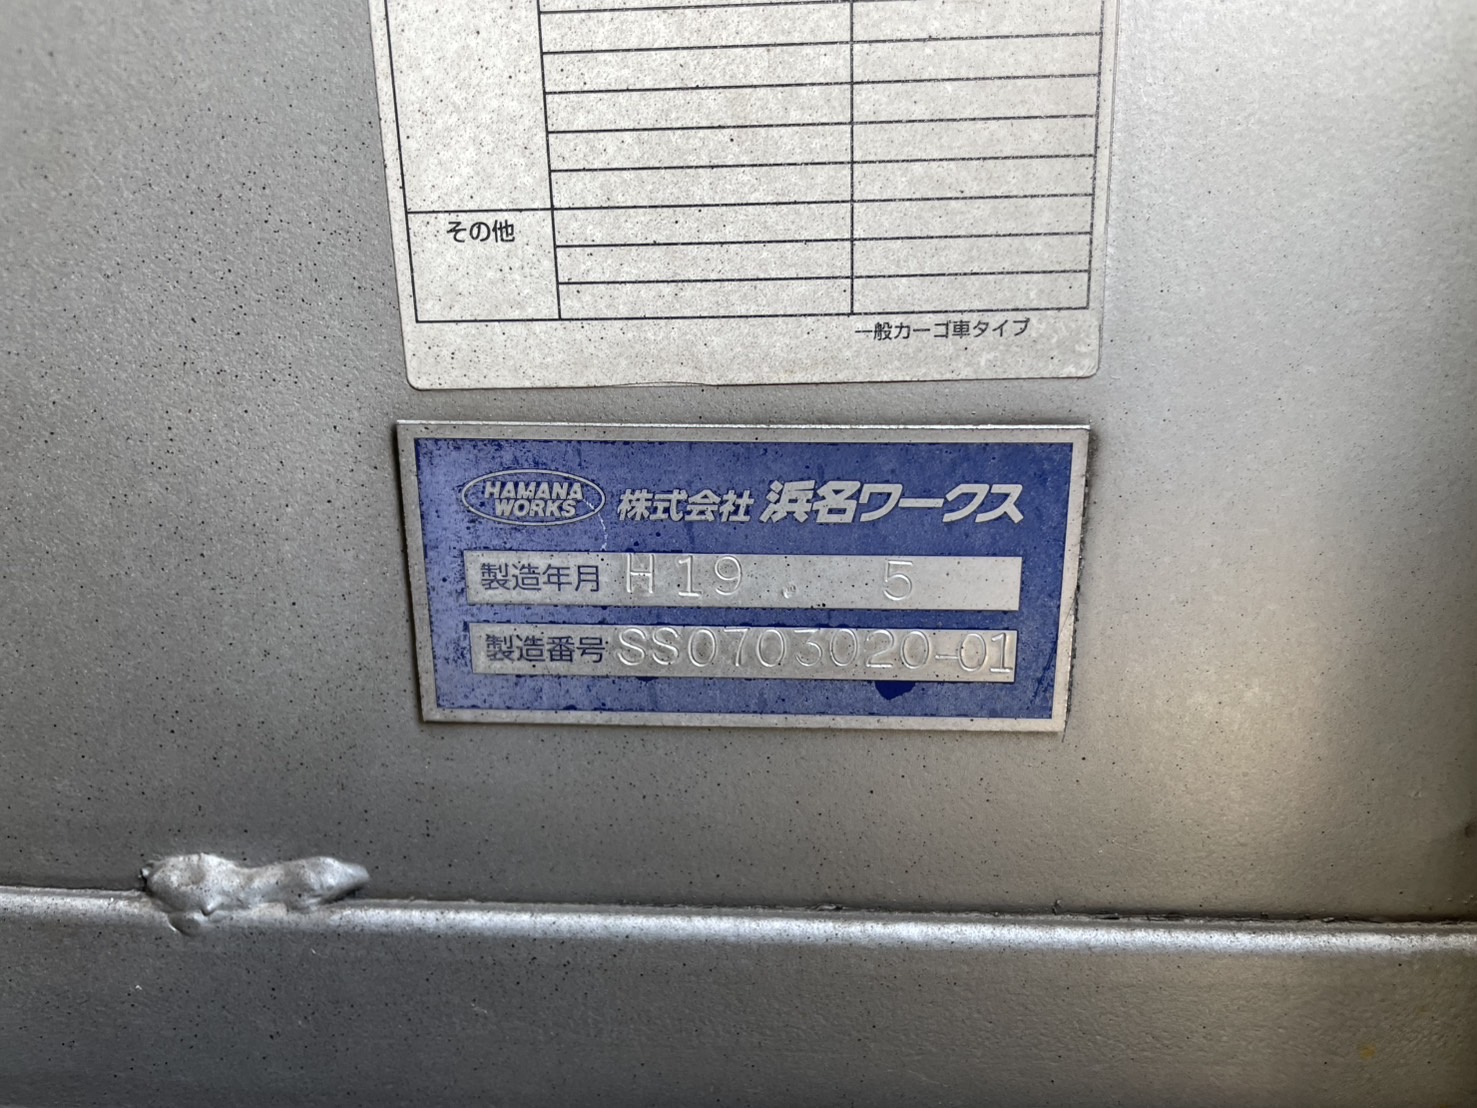 その他
一般カーゴ車タイプ
HAMANA
WORKS
株式会社 浜名ワークス
製造年月 H19. 5
製造番号 SS0703020-01